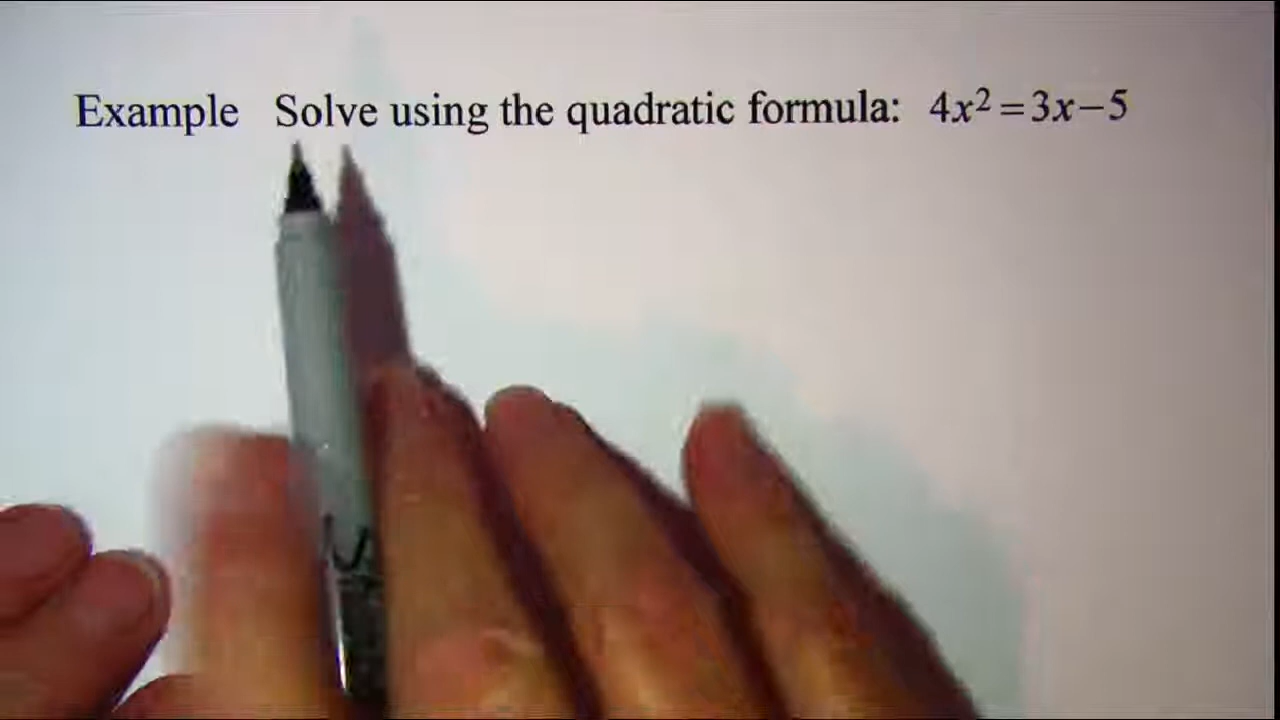 Example Solve using the quadratic formula: 4x² = 3x − 5